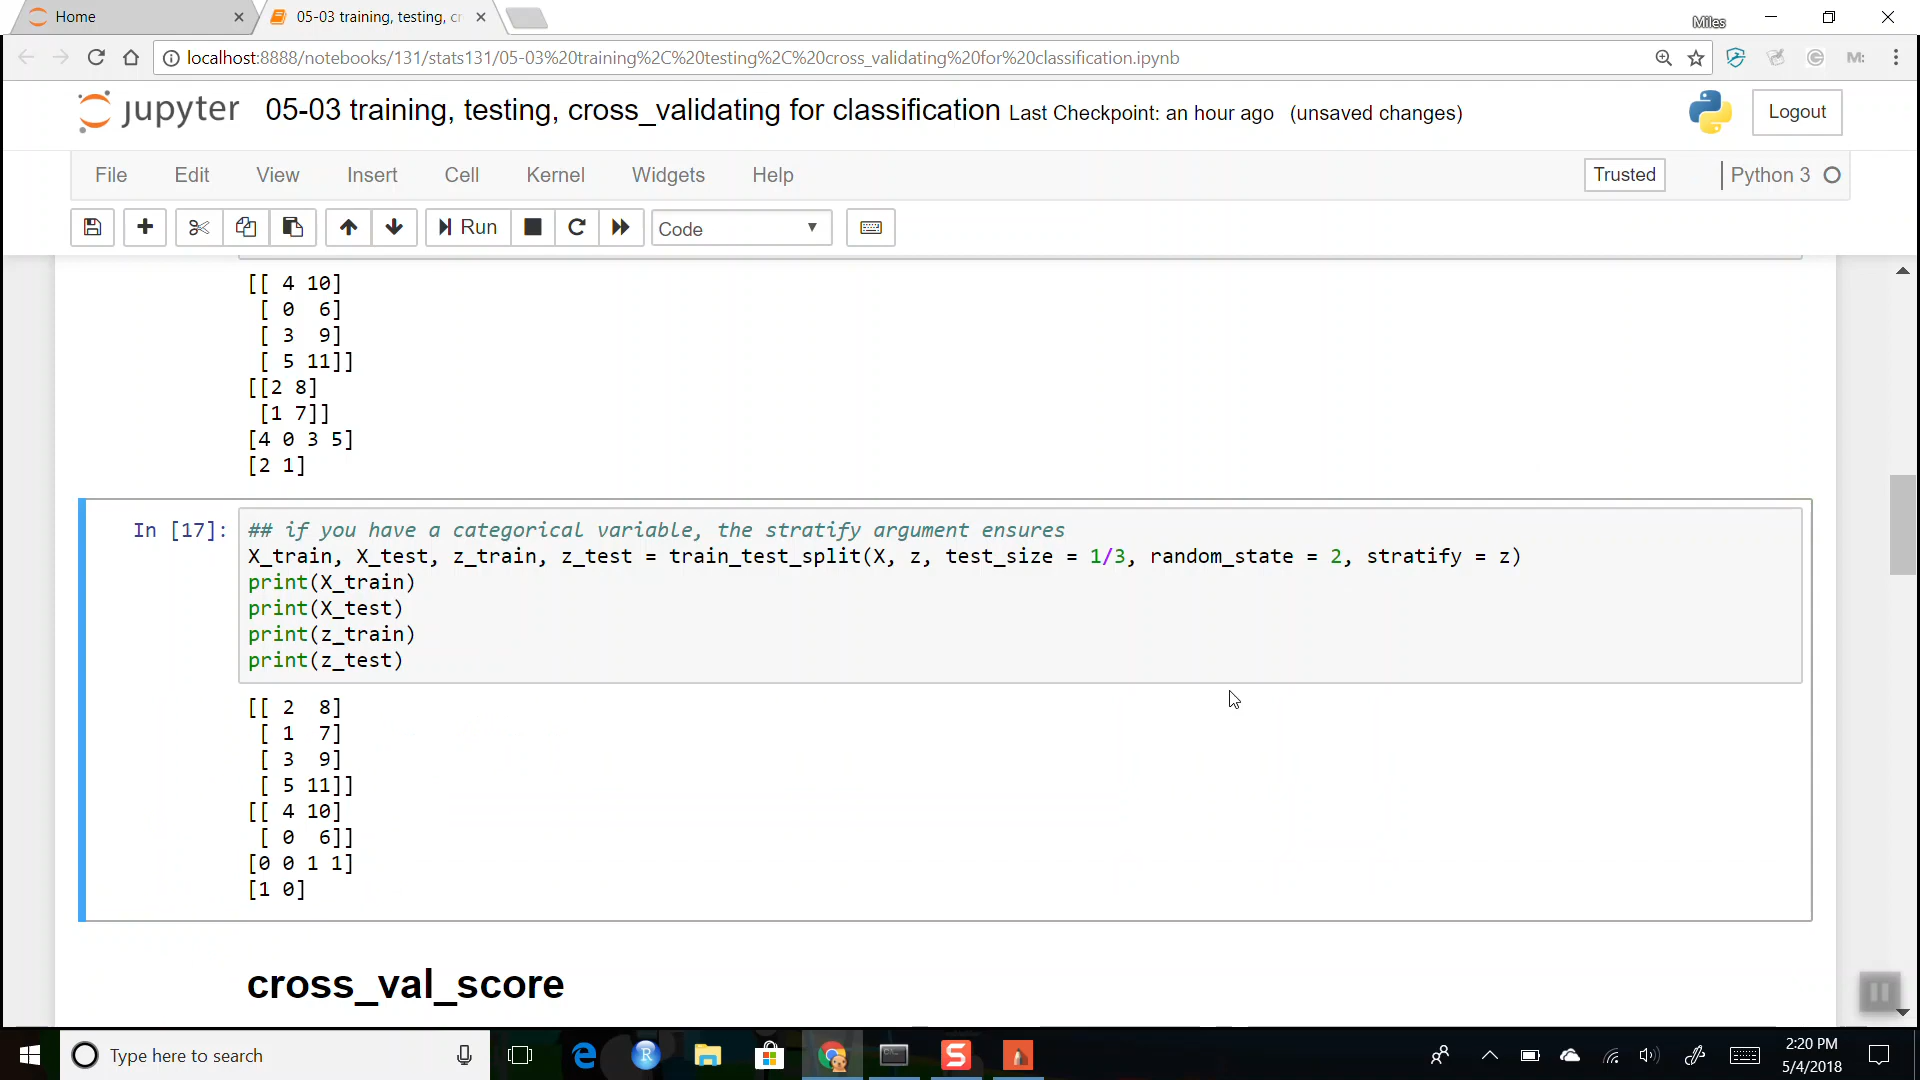 Home
05-03 training, testing, cr
Miles
localhost:8888/notebooks/131/stats131/05-03%20training%2C%20testing%2C%20cross_validating%20for%20classification.ipynb
M:
jupyter 05-03 training, testing, cross_validating for classification Last Checkpoint: an hour ago (unsaved changes)
Logout
File Edit View Insert Cell Kernel Widgets Help
Trusted
Python 3
Run
Code
[[ 4 10]
[ 0  6]
[ 3  9]
[ 5 11]]
[[2 8]
[1 7]]
[4 0 3 5]
[2 1]
In [17]:
## if you have a categorical variable, the stratify argument ensures
X_train, X_test, z_train, z_test = train_test_split(X, z, test_size = 1/3, random_state = 2, stratify = z)
print(X_train)
print(X_test)
print(z_train)
print(z_test)
[[ 2  8]
[ 1  7]
[ 3  9]
[ 5 11]]
[[ 4 10]
[ 0  6]]
[0 0 1 1]
[1 0]
cross_val_score
Type here to search
2:20 PM
5/4/2018